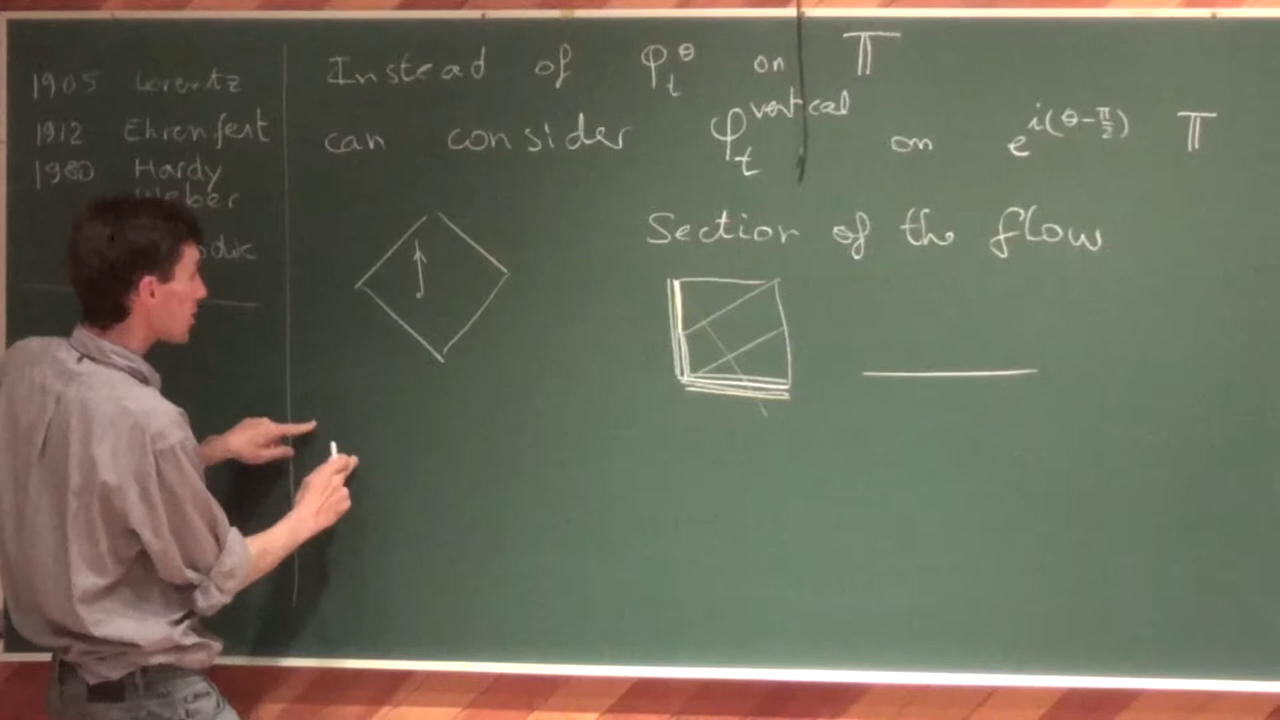 1905 Lorentz
1912 Ehrenfest
1980 Hardy
Weber
Instead of φ_t^θ on 𝕋
can consider φ_t^vertical on e^{i(θ-π/2)} 𝕋
Section of the flow